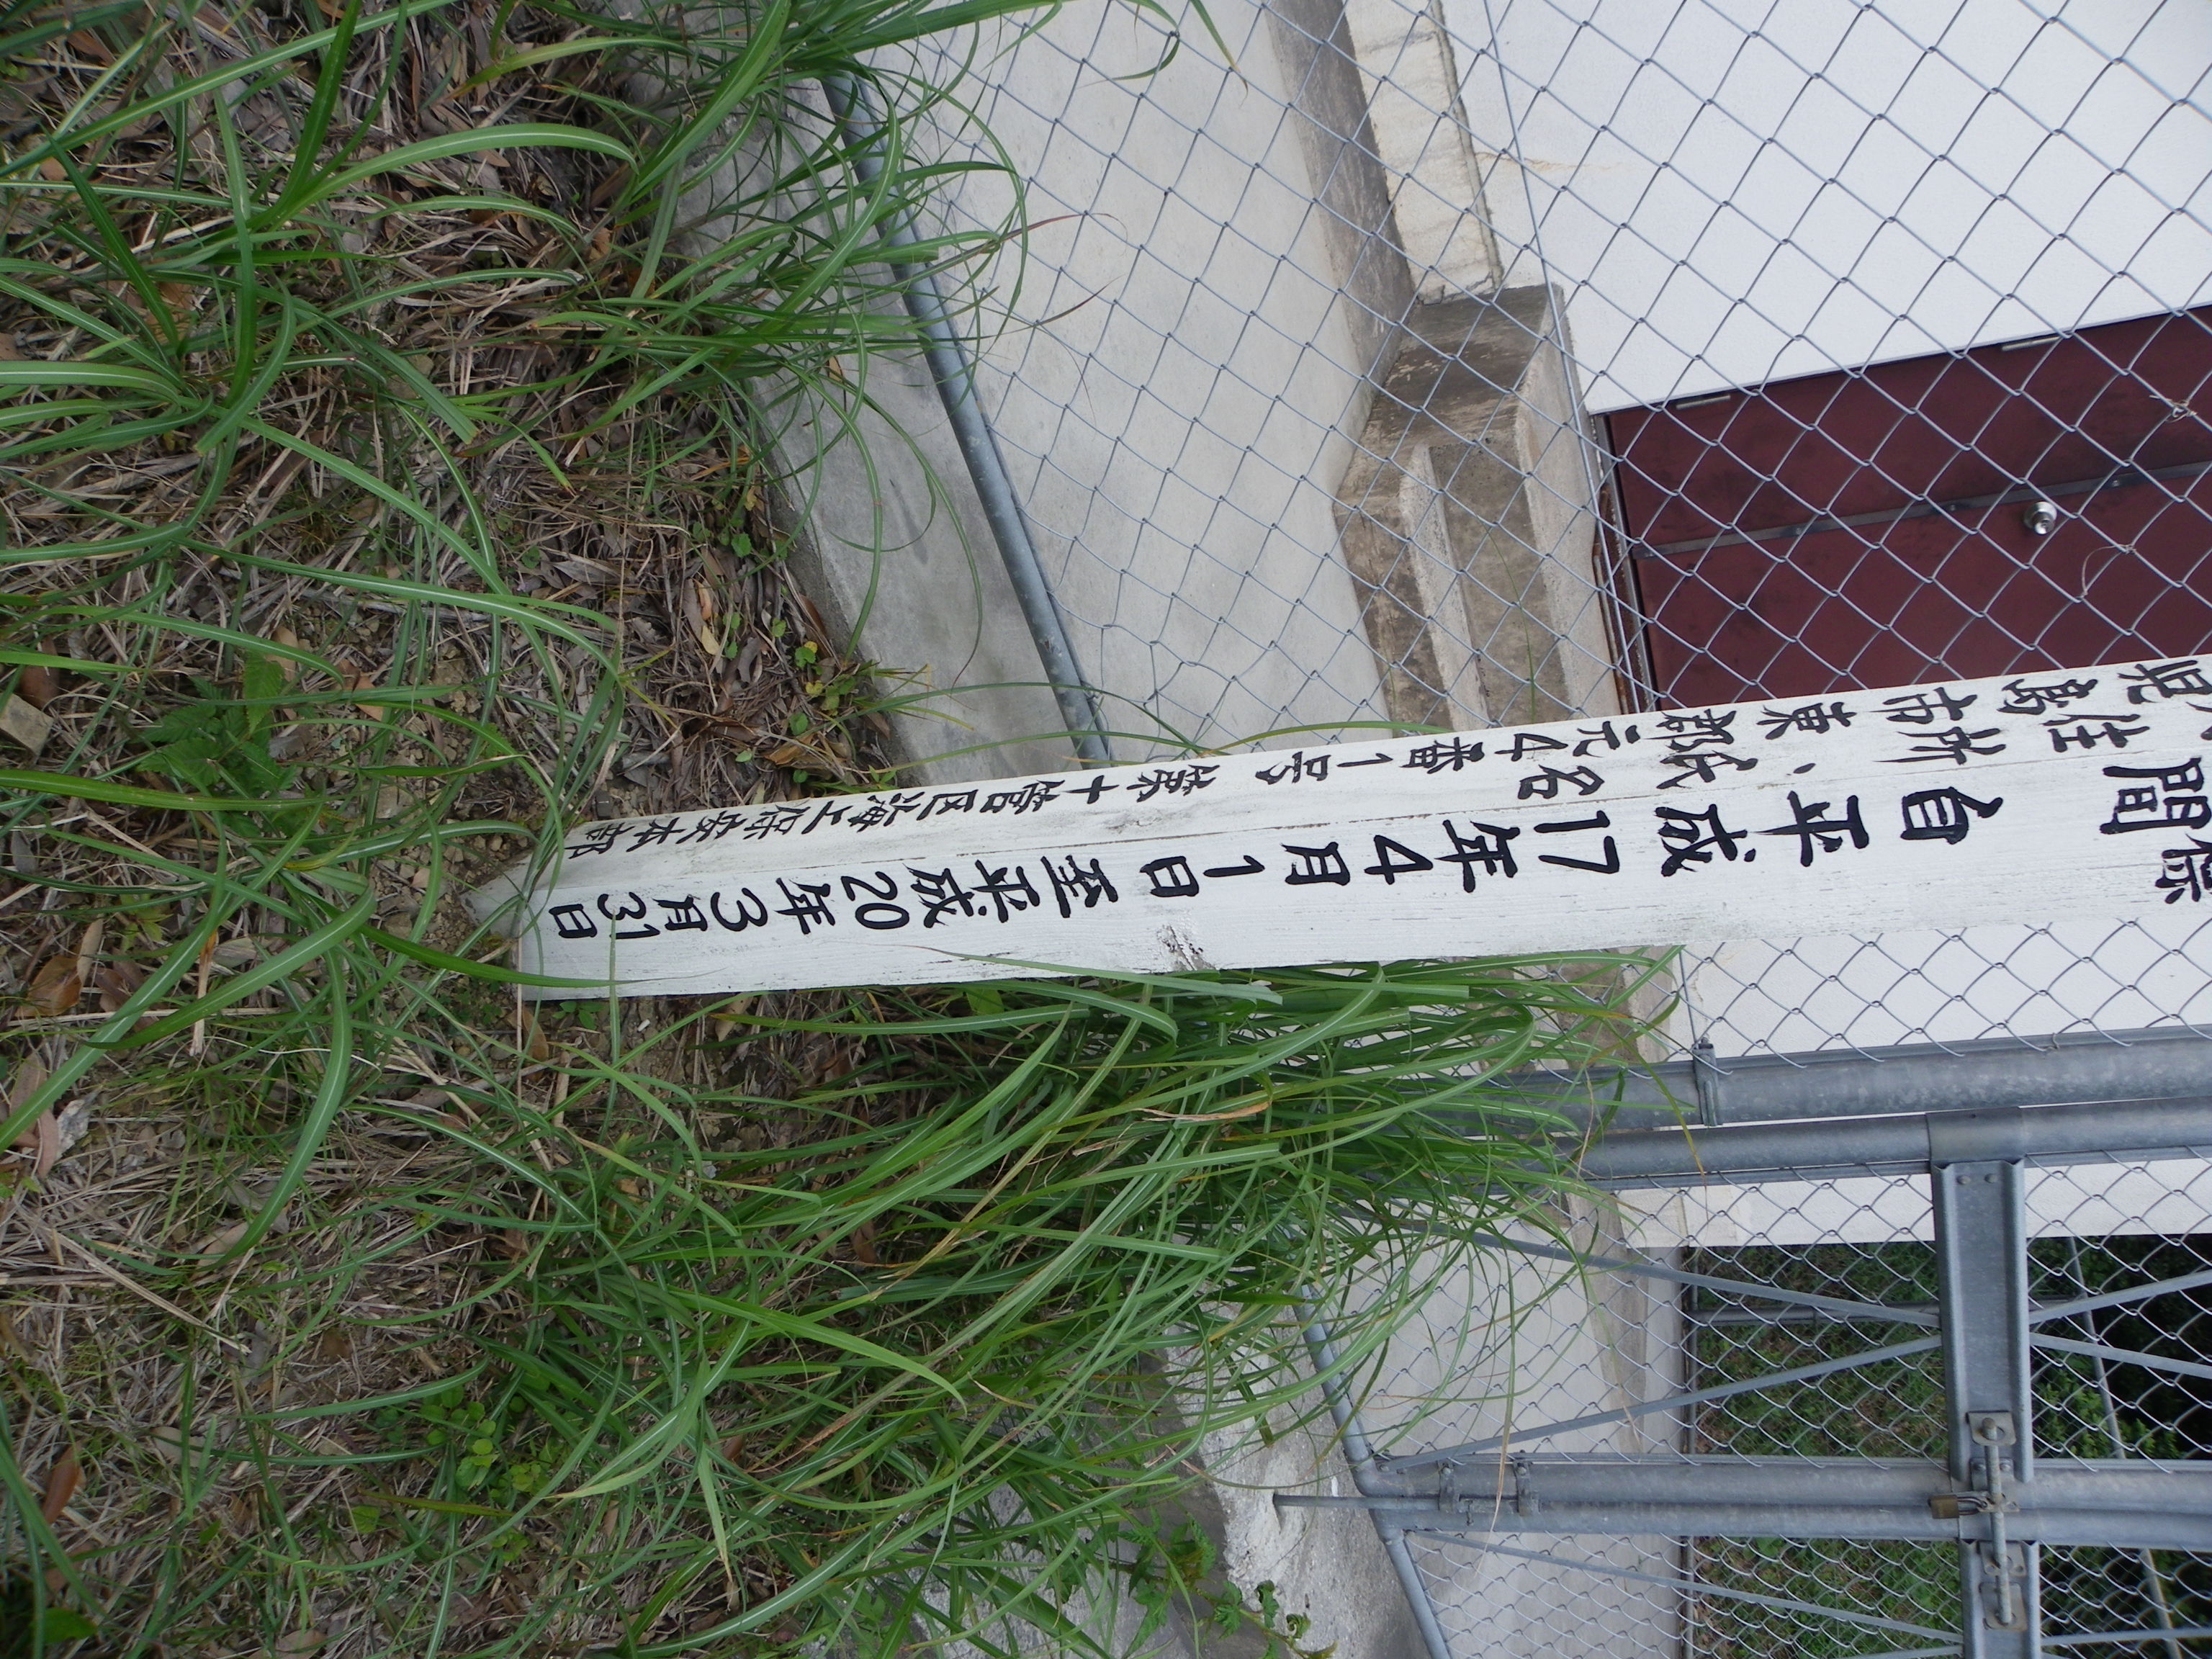 間 自平成17年4月1日至平成20年3月31日
住所・氏名
児島市東郡元4番1号 第十管区海上保安本部